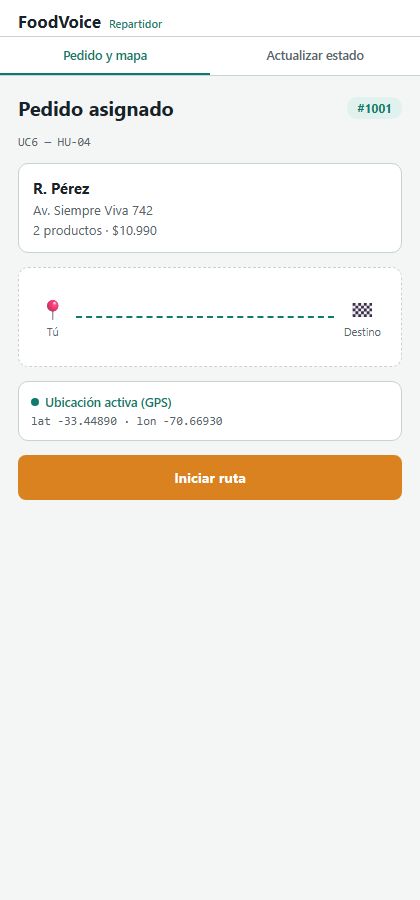 FoodVoice Repartidor
Pedido y mapa Actualizar estado
Pedido asignado #1001
UC6 — HU-04
R. Pérez
Av. Siempre Viva 742
2 productos · $10.990
Tú Destino
Ubicación activa (GPS)
lat -33.44890 · lon -70.66930
Iniciar ruta